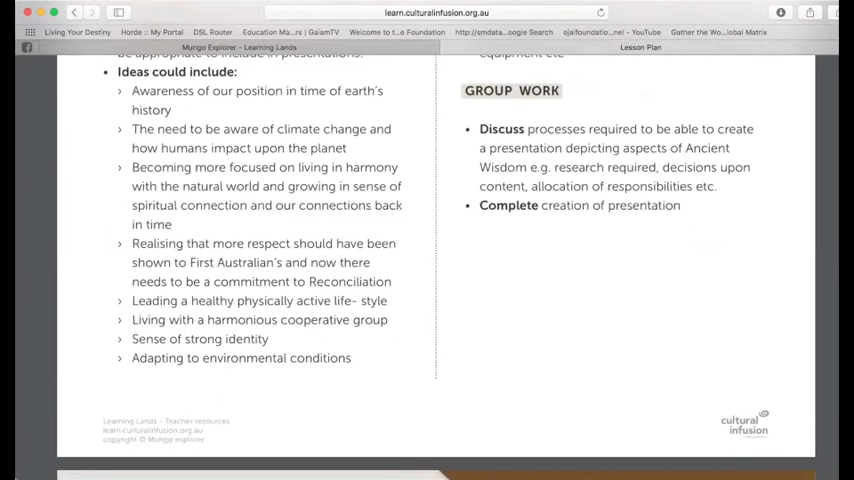 learn.culturalinfusion.org.au
Living Your Destiny
Horde :: My Portal
DSL Router
Education Ma...rs | GaiamTV
Welcome to t...e Foundation
http://smdata...oogle Search
ojaifoundatio...nel - YouTube
Gather the Wo...lobal Matrix
Mungo Explorer - Learning Lands
Lesson Plan
be appropriate to include in presentations.
• Ideas could include:
› Awareness of our position in time of earth's
history
› The need to be aware of climate change and
how humans impact upon the planet
› Becoming more focused on living in harmony
with the natural world and growing in sense of
spiritual connection and our connections back
in time
› Realising that more respect should have been
shown to First Australian's and now there
needs to be a commitment to Reconciliation
› Leading a healthy physically active life- style
› Living with a harmonious cooperative group
› Sense of strong identity
› Adapting to environmental conditions
equipment etc
GROUP WORK
• Discuss processes required to be able to create
a presentation depicting aspects of Ancient
Wisdom e.g. research required, decisions upon
content, allocation of responsibilities etc.
• Complete creation of presentation
Learning Lands - Teacher resources
learn.culturalinfusion.org.au
copyright © Mungo explorer
cultural
infusion